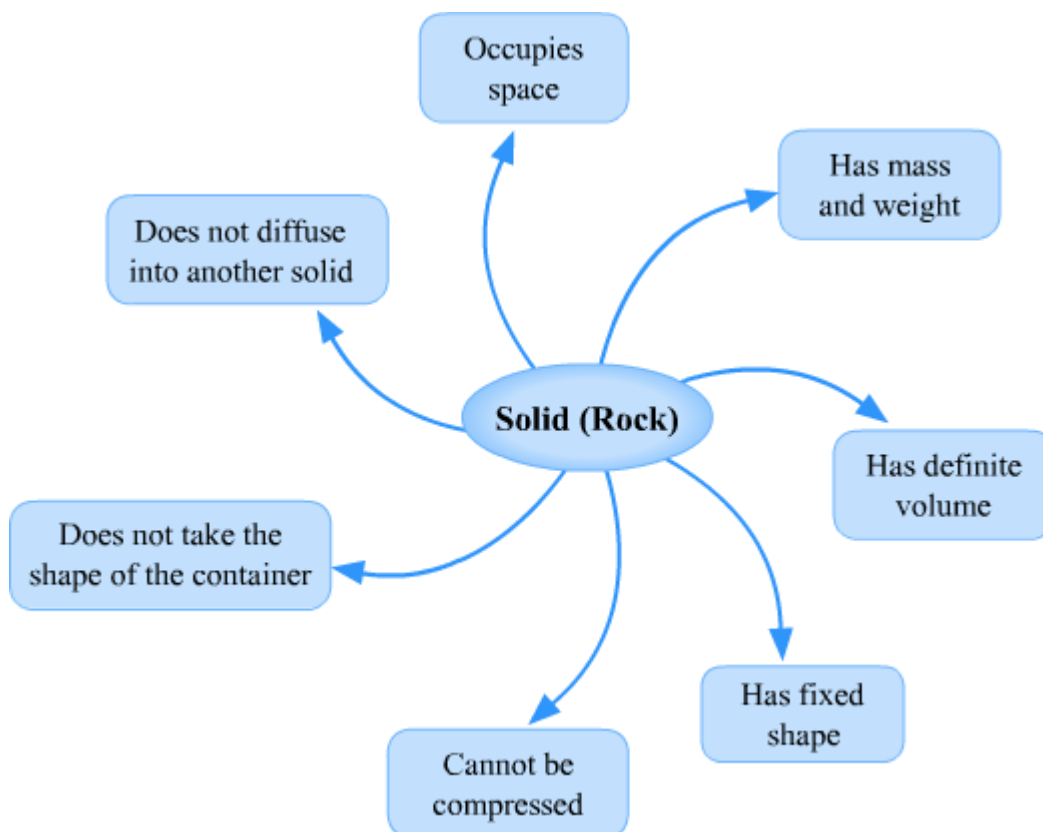 Occupies
space
Has mass
and weight
Does not diffuse
into another solid
Solid (Rock)
Has definite
volume
Does not take the
shape of the container
Has fixed
shape
Cannot be
compressed